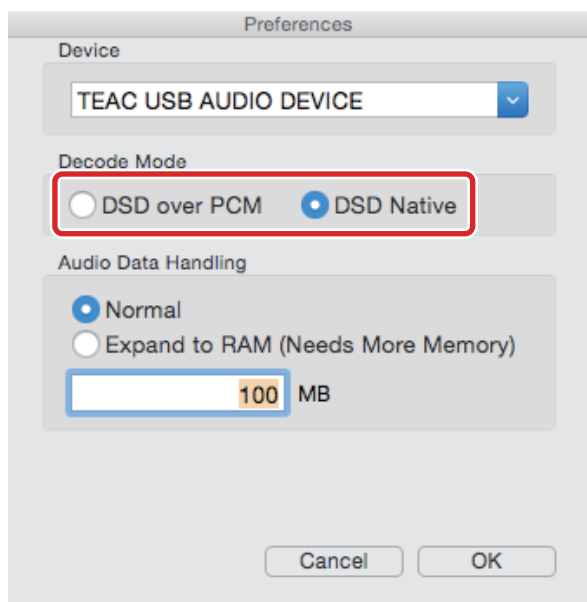 Preferences
Device
TEAC USB AUDIO DEVICE
Decode Mode
DSD over PCM DSD Native
Audio Data Handling
Normal
Expand to RAM (Needs More Memory)
100 MB
Cancel OK